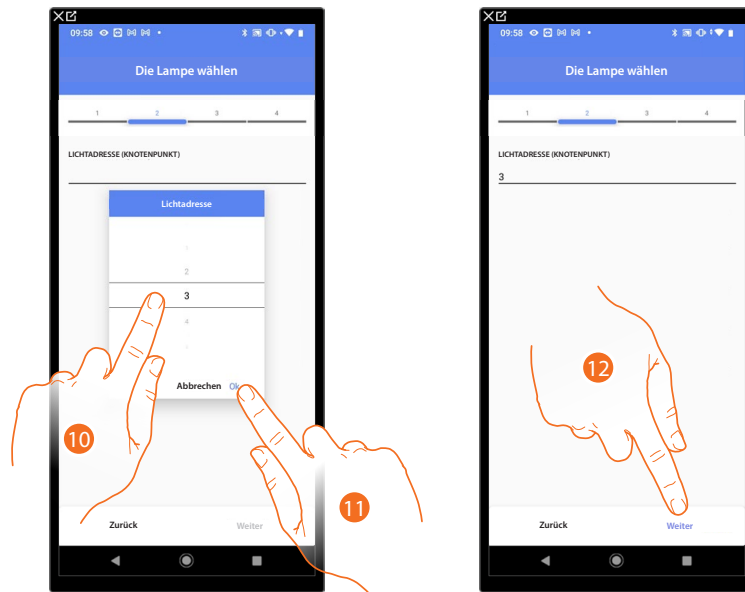 09:58
Die Lampe wählen
1 2 3 4
LICHTADRESSE (KNOTENPUNKT)
Lichtadresse
1
2
3
4
Abbrechen Ok
10
11
Zurück Weiter
09:58
Die Lampe wählen
1 2 3 4
LICHTADRESSE (KNOTENPUNKT)
3
12
Zurück Weiter